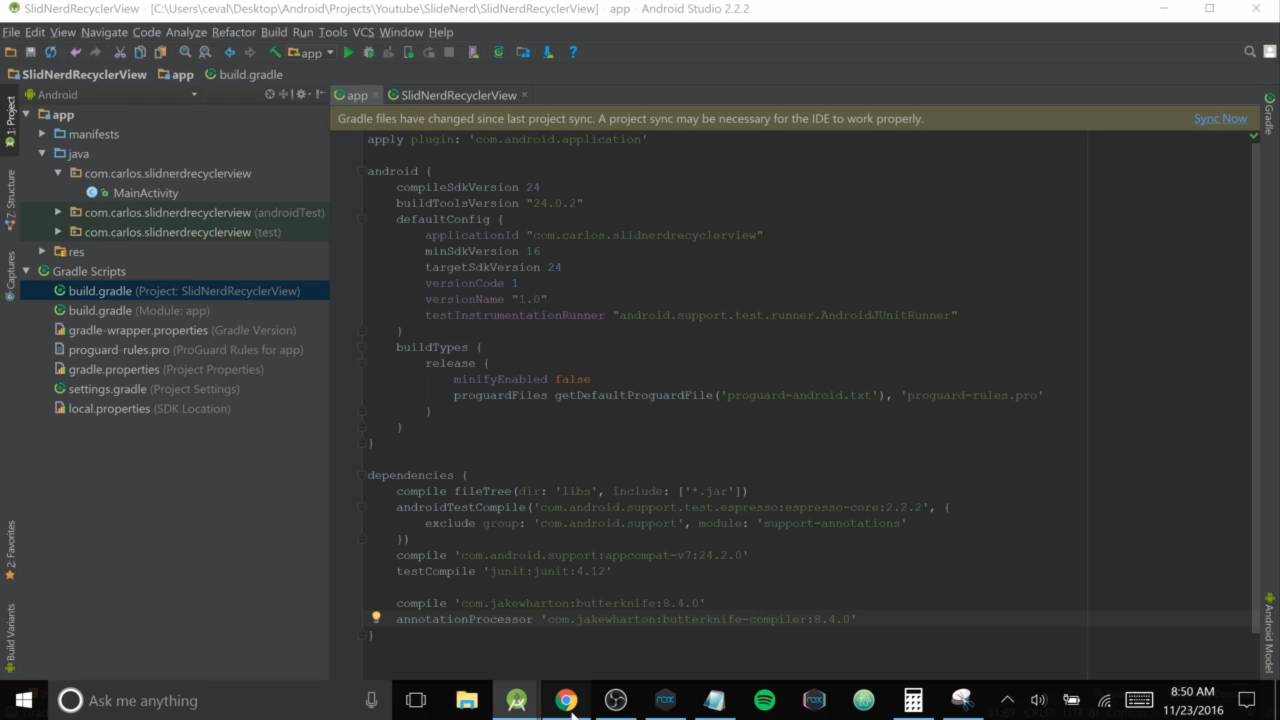 SlidNerdRecyclerView - [C:\Users\ceval\Desktop\Android\Projects\Youtube\SlideNerd\SlidNerdRecyclerView] - app - Android Studio 2.2.2
File Edit View Navigate Code Analyze Refactor Build Run Tools VCS Window Help
app
SlidNerdRecyclerView app build.gradle
Android
app SlidNerdRecyclerView
Gradle files have changed since last project sync. A project sync may be necessary for the IDE to work properly. Sync Now
1: Project
Z: Structure
Captures
2: Favorites
Build Variants
app
manifests
java
com.carlos.slidnerdrecyclerview
MainActivity
com.carlos.slidnerdrecyclerview (androidTest)
com.carlos.slidnerdrecyclerview (test)
res
Gradle Scripts
build.gradle (Project: SlidNerdRecyclerView)
build.gradle (Module: app)
gradle-wrapper.properties (Gradle Version)
proguard-rules.pro (ProGuard Rules for app)
gradle.properties (Project Properties)
settings.gradle (Project Settings)
local.properties (SDK Location)
apply plugin: 'com.android.application'
android {
compileSdkVersion 24
buildToolsVersion "24.0.2"
defaultConfig {
applicationId "com.carlos.slidnerdrecyclerview"
minSdkVersion 16
targetSdkVersion 24
versionCode 1
versionName "1.0"
testInstrumentationRunner "android.support.test.runner.AndroidJUnitRunner"
}
buildTypes {
release {
minifyEnabled false
proguardFiles getDefaultProguardFile('proguard-android.txt'), 'proguard-rules.pro'
}
}
}
dependencies {
compile fileTree(dir: 'libs', include: ['*.jar'])
androidTestCompile('com.android.support.test.espresso:espresso-core:2.2.2', {
exclude group: 'com.android.support', module: 'support-annotations'
})
compile 'com.android.support:appcompat-v7:24.2.0'
testCompile 'junit:junit:4.12'
compile 'com.jakewharton:butterknife:8.4.0'
annotationProcessor 'com.jakewharton:butterknife-compiler:8.4.0'
}
Gradle
Android Model
Ask me anything
nox
nox
8:50 AM
11/23/2016